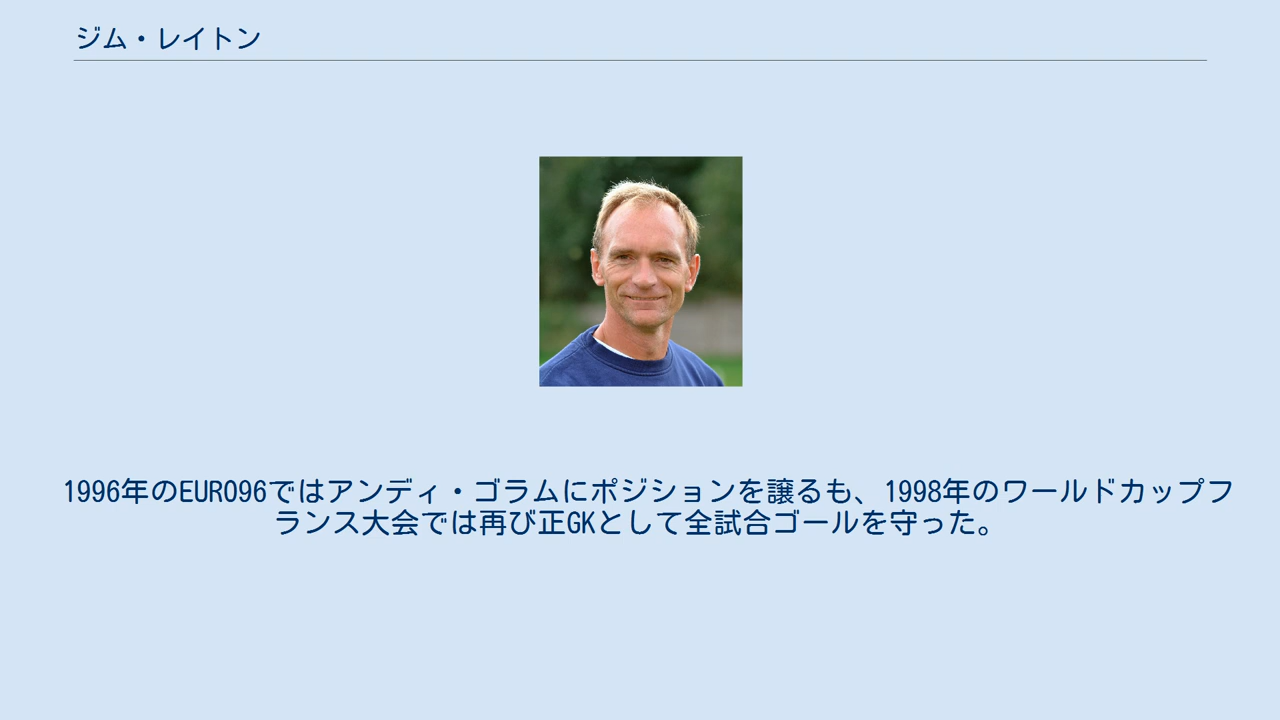 ジム・レイトン
1996年のEURO96ではアンディ・ゴラムにポジションを譲るも、1998年のワールドカップフ
ランス大会では再び正GKとして全試合ゴールを守った。